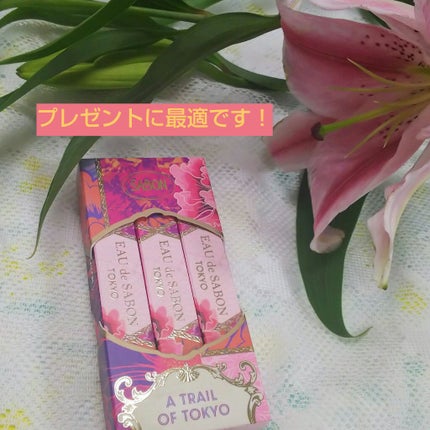 プレゼントに最適です！
SABON
EAU de SABON
TOKYO
EAU de SABON
TOKYO
EAU de SABON
TOKYO
A TRAIL
OF TOKYO